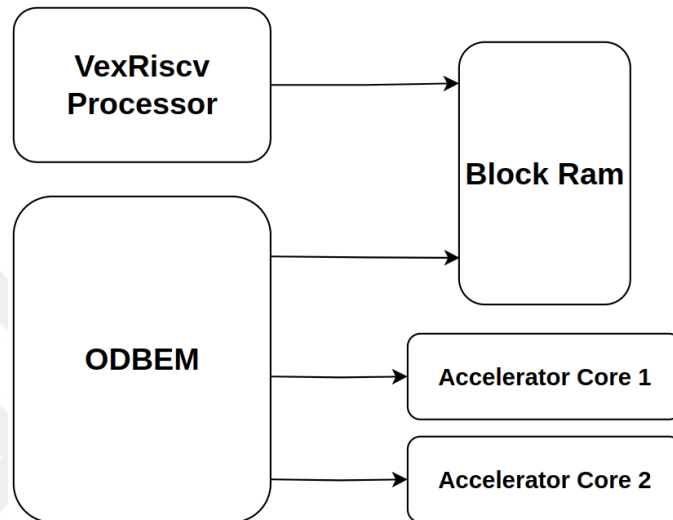 VexRiscv
Processor
Block Ram
ODBEM
Accelerator Core 1
Accelerator Core 2